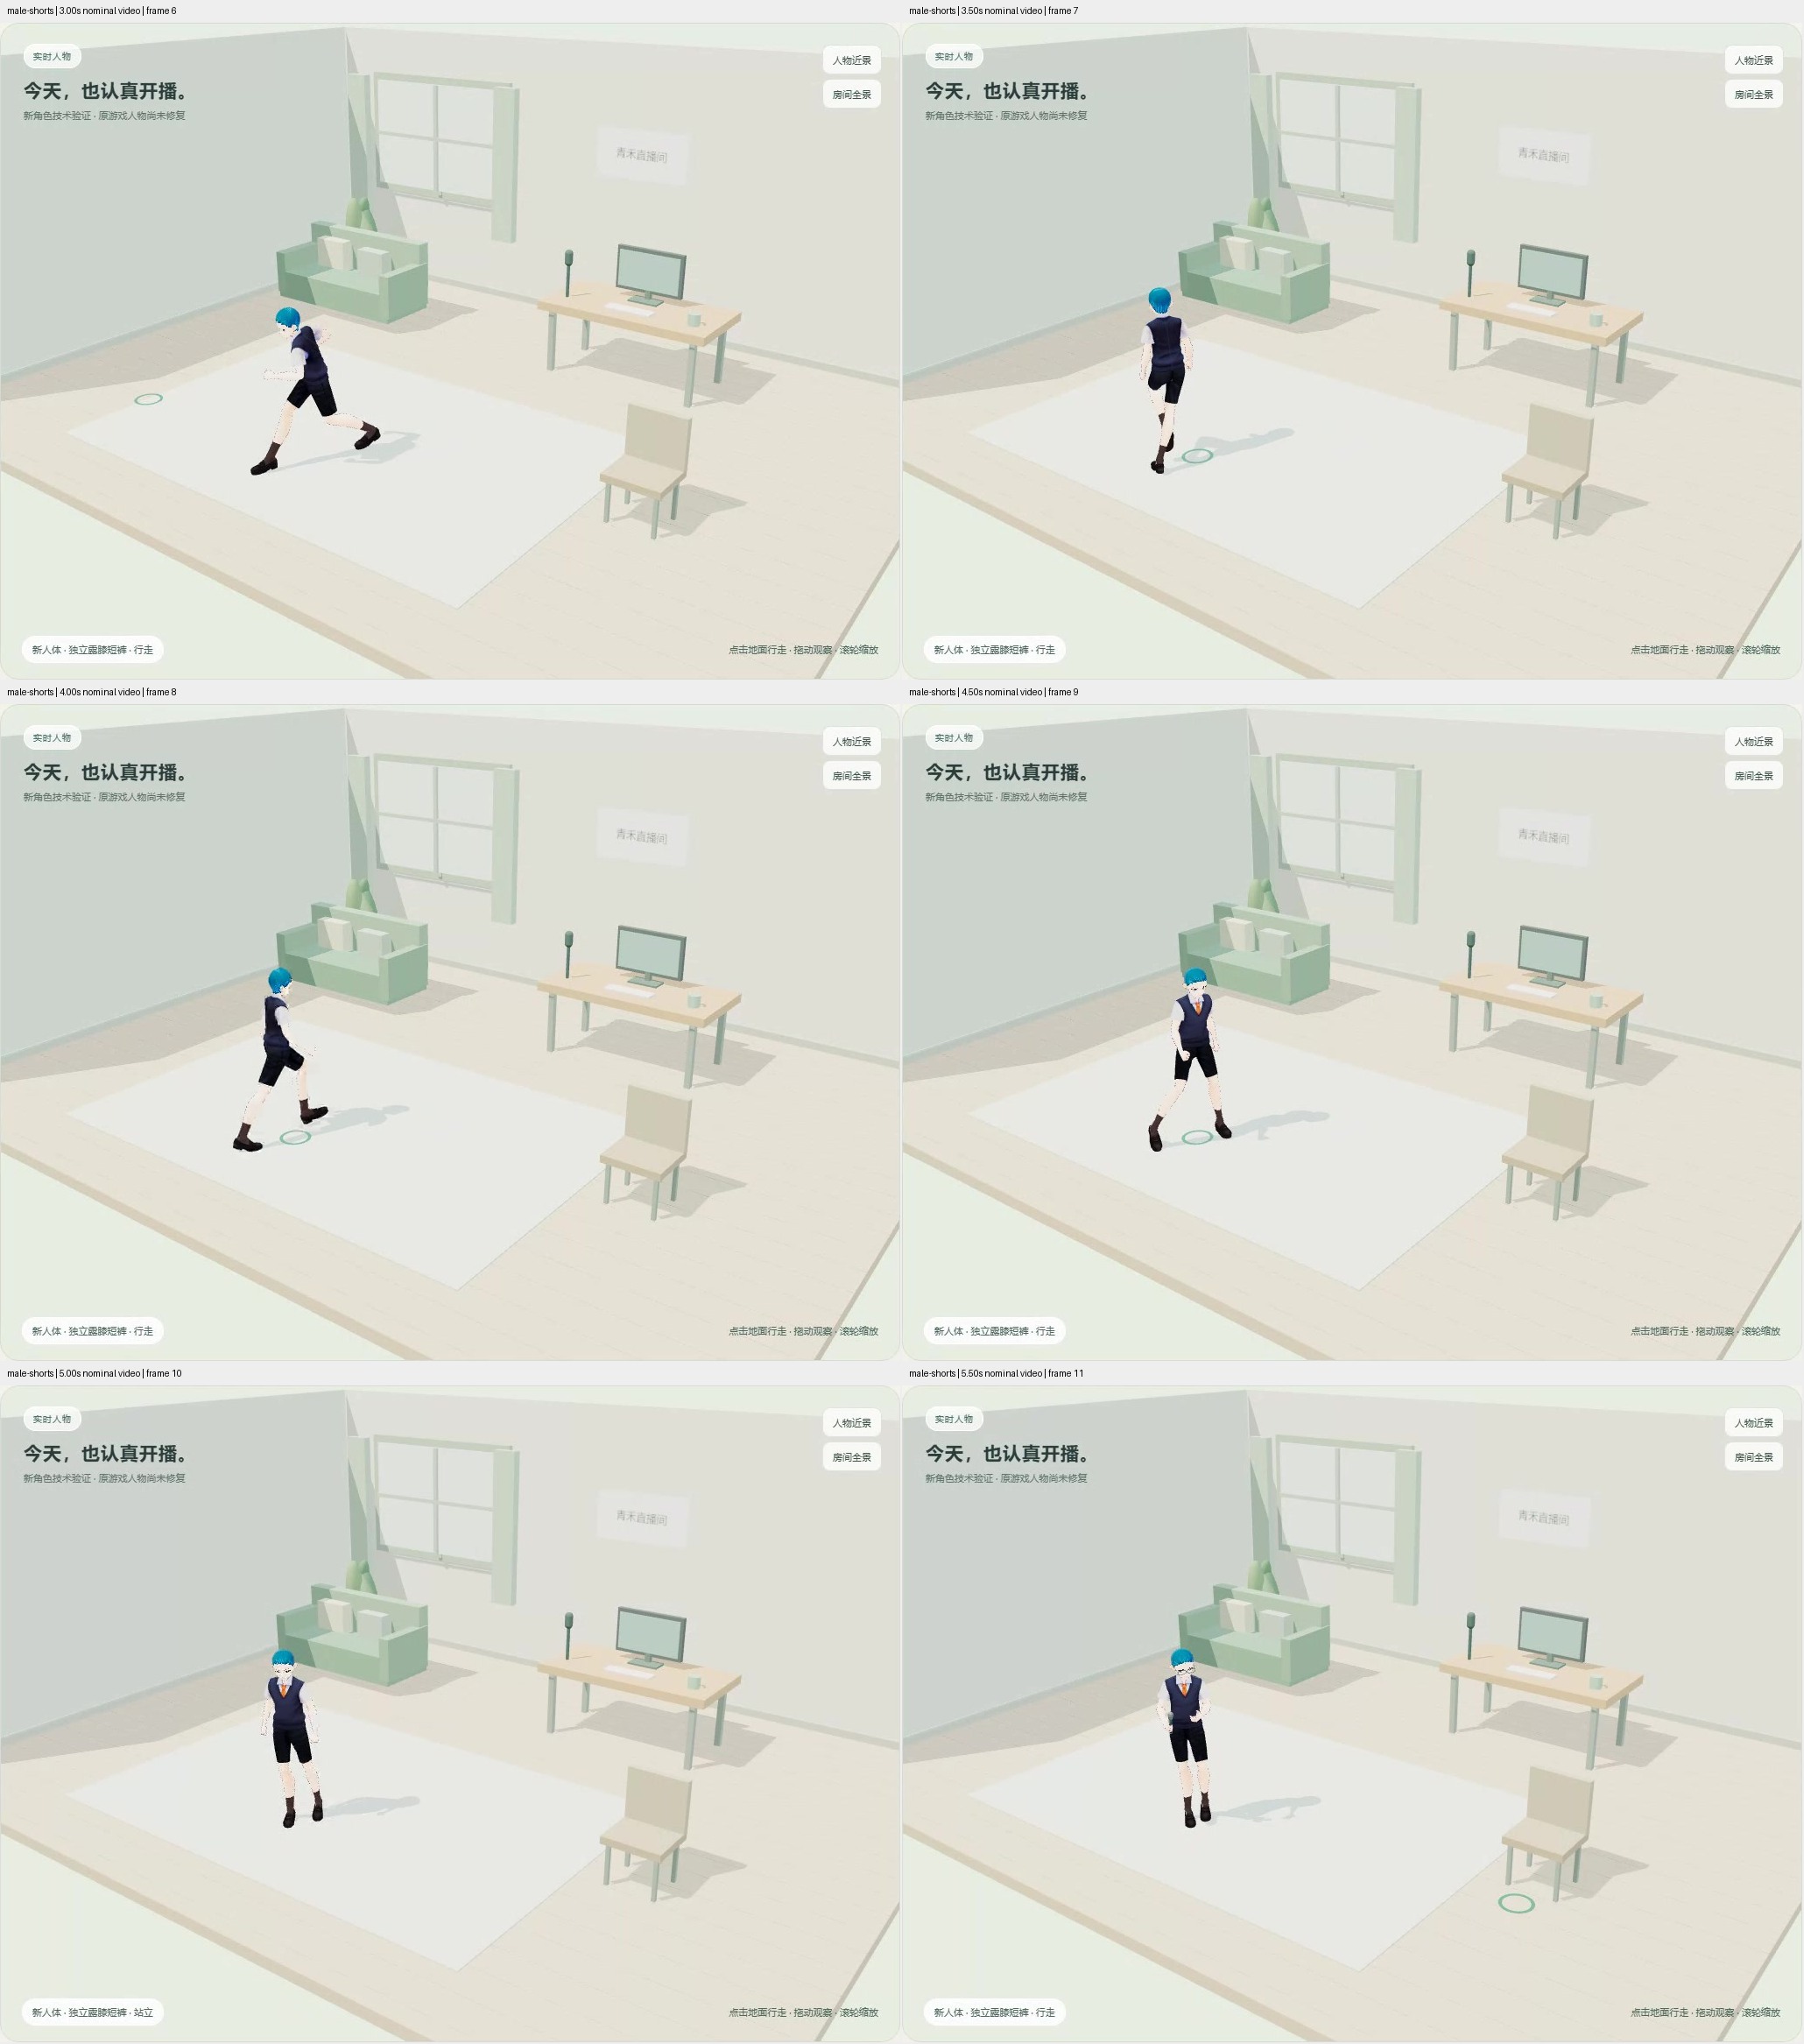 male-shorts | 3.00s nominal video | frame 6
实时人物
人物近景
今天，也认真开播。
房间全景
新角色技术验证 · 原游戏人物尚未修复
青禾直播间
新人体 · 独立露膝短裤 · 行走
点击地面行走 · 拖动观察 · 滚轮缩放
male-shorts | 3.50s nominal video | frame 7
实时人物
人物近景
今天，也认真开播。
房间全景
新角色技术验证 · 原游戏人物尚未修复
青禾直播间
新人体 · 独立露膝短裤 · 行走
点击地面行走 · 拖动观察 · 滚轮缩放
male-shorts | 4.00s nominal video | frame 8
实时人物
人物近景
今天，也认真开播。
房间全景
新角色技术验证 · 原游戏人物尚未修复
青禾直播间
新人体 · 独立露膝短裤 · 行走
点击地面行走 · 拖动观察 · 滚轮缩放
male-shorts | 4.50s nominal video | frame 9
实时人物
人物近景
今天，也认真开播。
房间全景
新角色技术验证 · 原游戏人物尚未修复
青禾直播间
新人体 · 独立露膝短裤 · 行走
点击地面行走 · 拖动观察 · 滚轮缩放
male-shorts | 5.00s nominal video | frame 10
实时人物
人物近景
今天，也认真开播。
房间全景
新角色技术验证 · 原游戏人物尚未修复
青禾直播间
新人体 · 独立露膝短裤 · 站立
点击地面行走 · 拖动观察 · 滚轮缩放
male-shorts | 5.50s nominal video | frame 11
实时人物
人物近景
今天，也认真开播。
房间全景
新角色技术验证 · 原游戏人物尚未修复
青禾直播间
新人体 · 独立露膝短裤 · 行走
点击地面行走 · 拖动观察 · 滚轮缩放